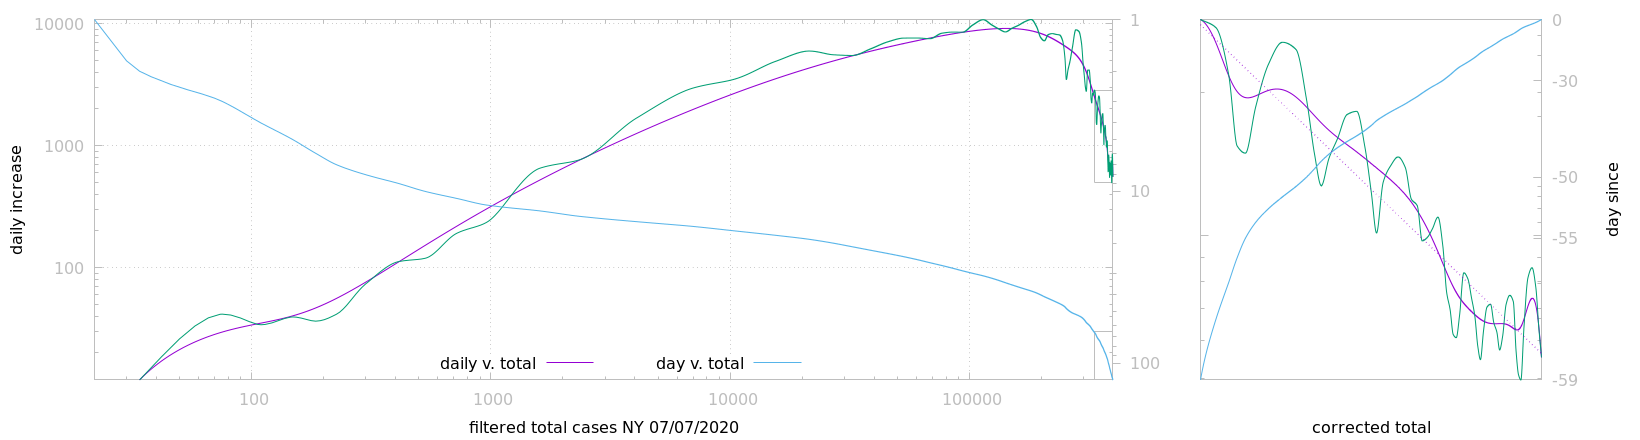 10000
1000
100
daily increase
daily v. total
day v. total
100
1000
10000
100000
filtered total cases NY 07/07/2020
1
10
100
0
-30
-50
-55
-59
day since
corrected total